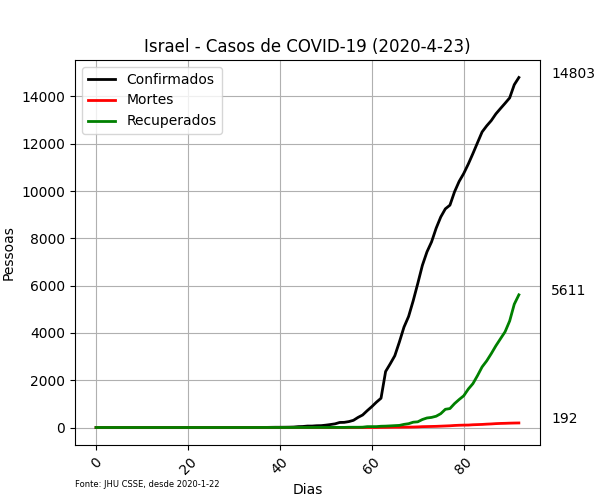 Israel - Casos de COVID-19 (2020-4-23)
Confirmados
Mortes
Recuperados
14803
5611
192
Pessoas
14000
12000
10000
8000
6000
4000
2000
0
0
20
40
60
80
Dias
Fonte: JHU CSSE, desde 2020-1-22